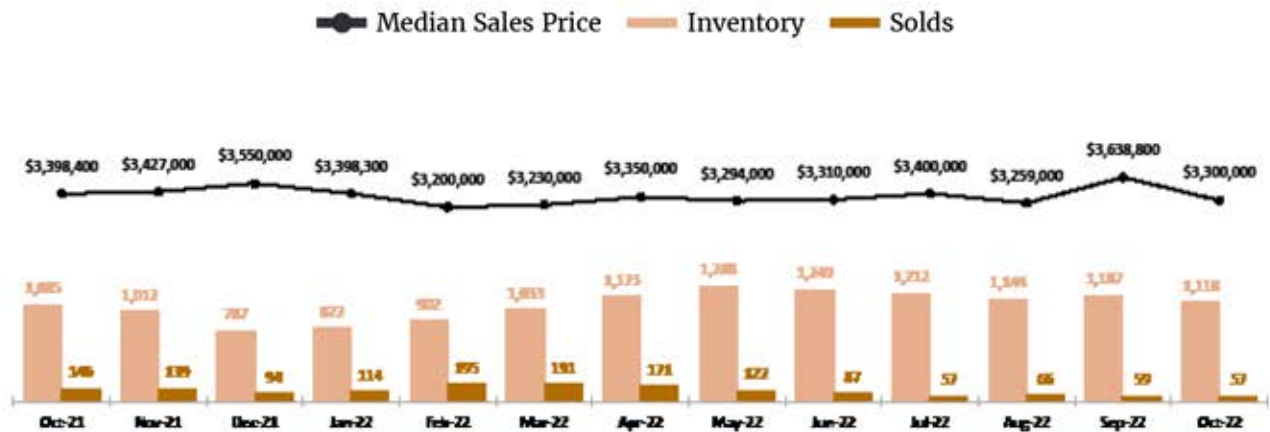 Median Sales Price Inventory Solds
$3,398,400 $3,427,000 $3,550,000 $3,398,300 $3,200,000 $3,230,000 $3,350,000 $3,294,000 $3,310,000 $3,400,000 $3,259,000 $3,638,800 $3,300,000
1,012 1,212 1,118
139 94 114 191 171 57 66 59 57
Oct-21 Nov-21 Dec-21 Jan-22 Feb-22 Mar-22 Apr-22 May-22 Jun-22 Jul-22 Aug-22 Sep-22 Oct-22